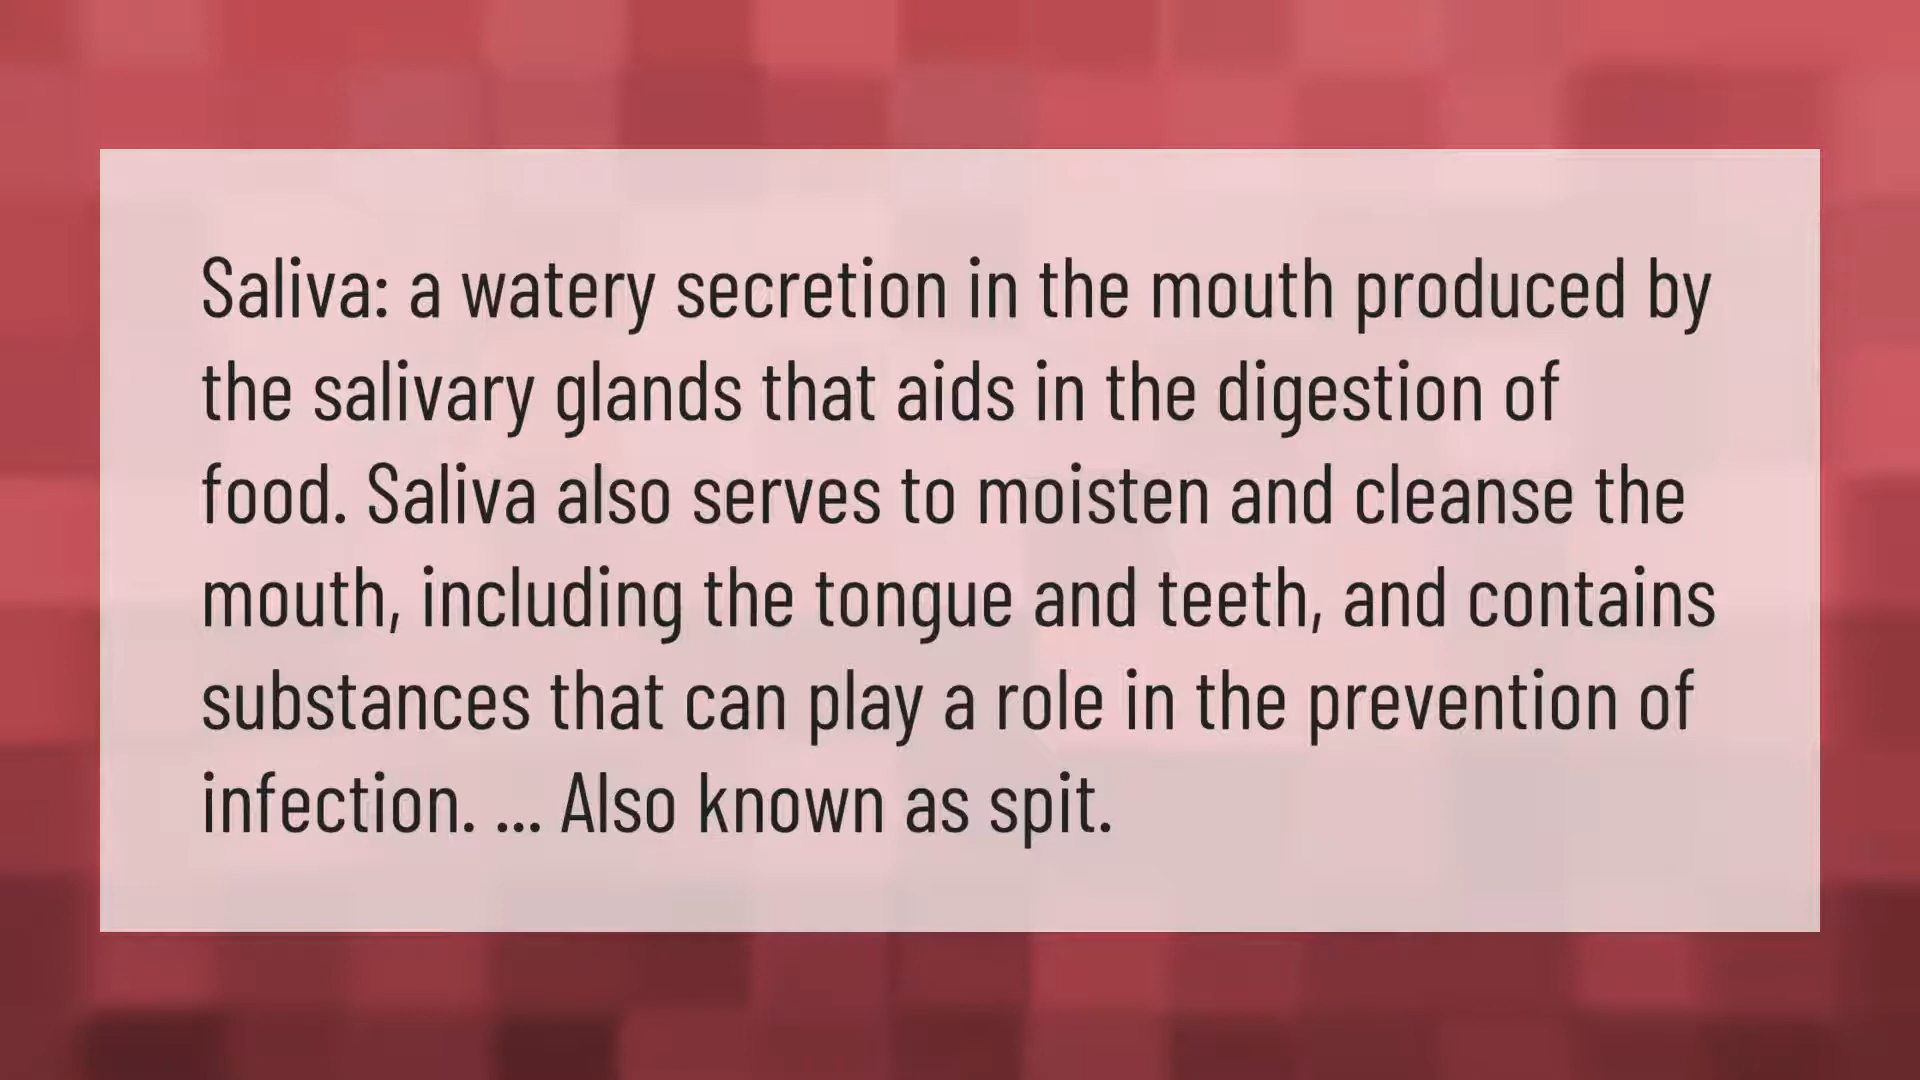 Saliva: a watery secretion in the mouth produced by
the salivary glands that aids in the digestion of
food. Saliva also serves to moisten and cleanse the
mouth, including the tongue and teeth, and contains
substances that can play a role in the prevention of
infection. ... Also known as spit.